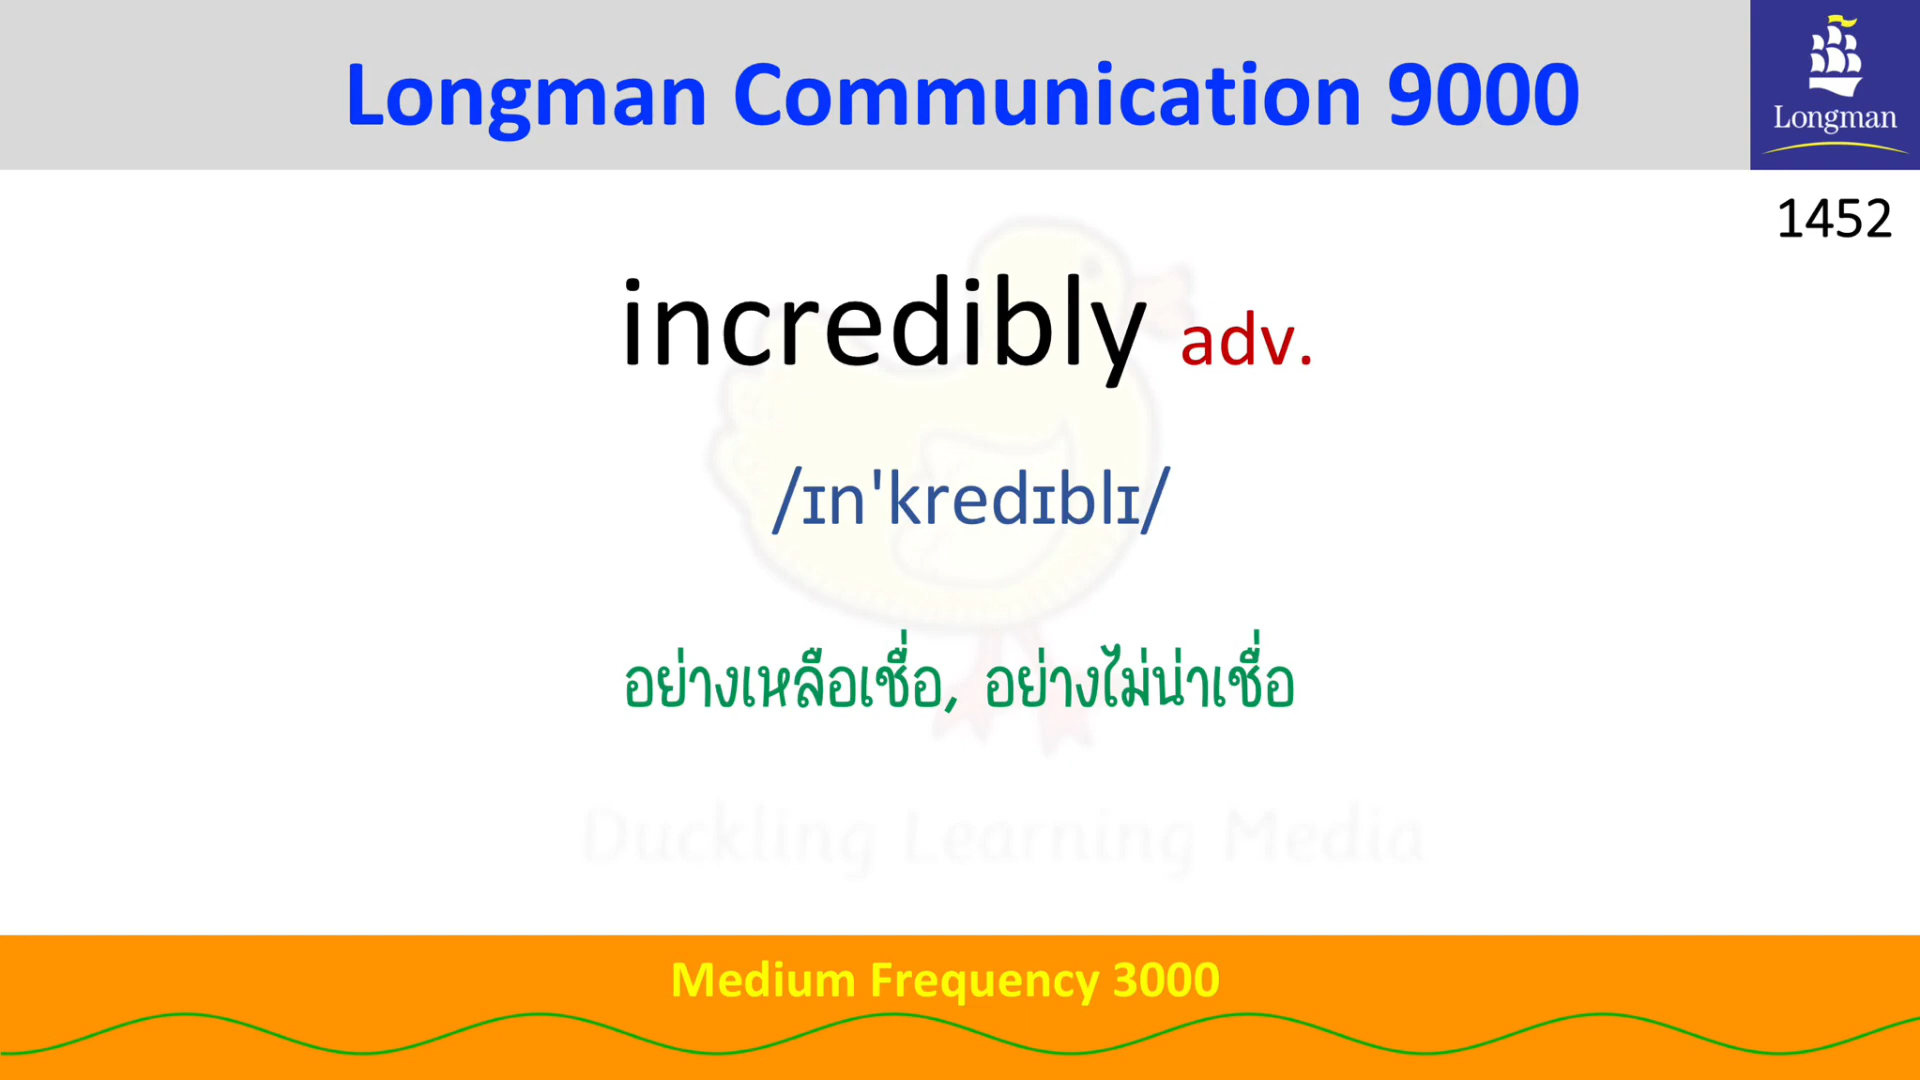 Longman Communication 9000
Longman
1452
incredibly adv.
/ɪn'kredɪblɪ/
อย่างเหลือเชื่อ, อย่างไม่น่าเชื่อ
Duckling Learning Media
Medium Frequency 3000